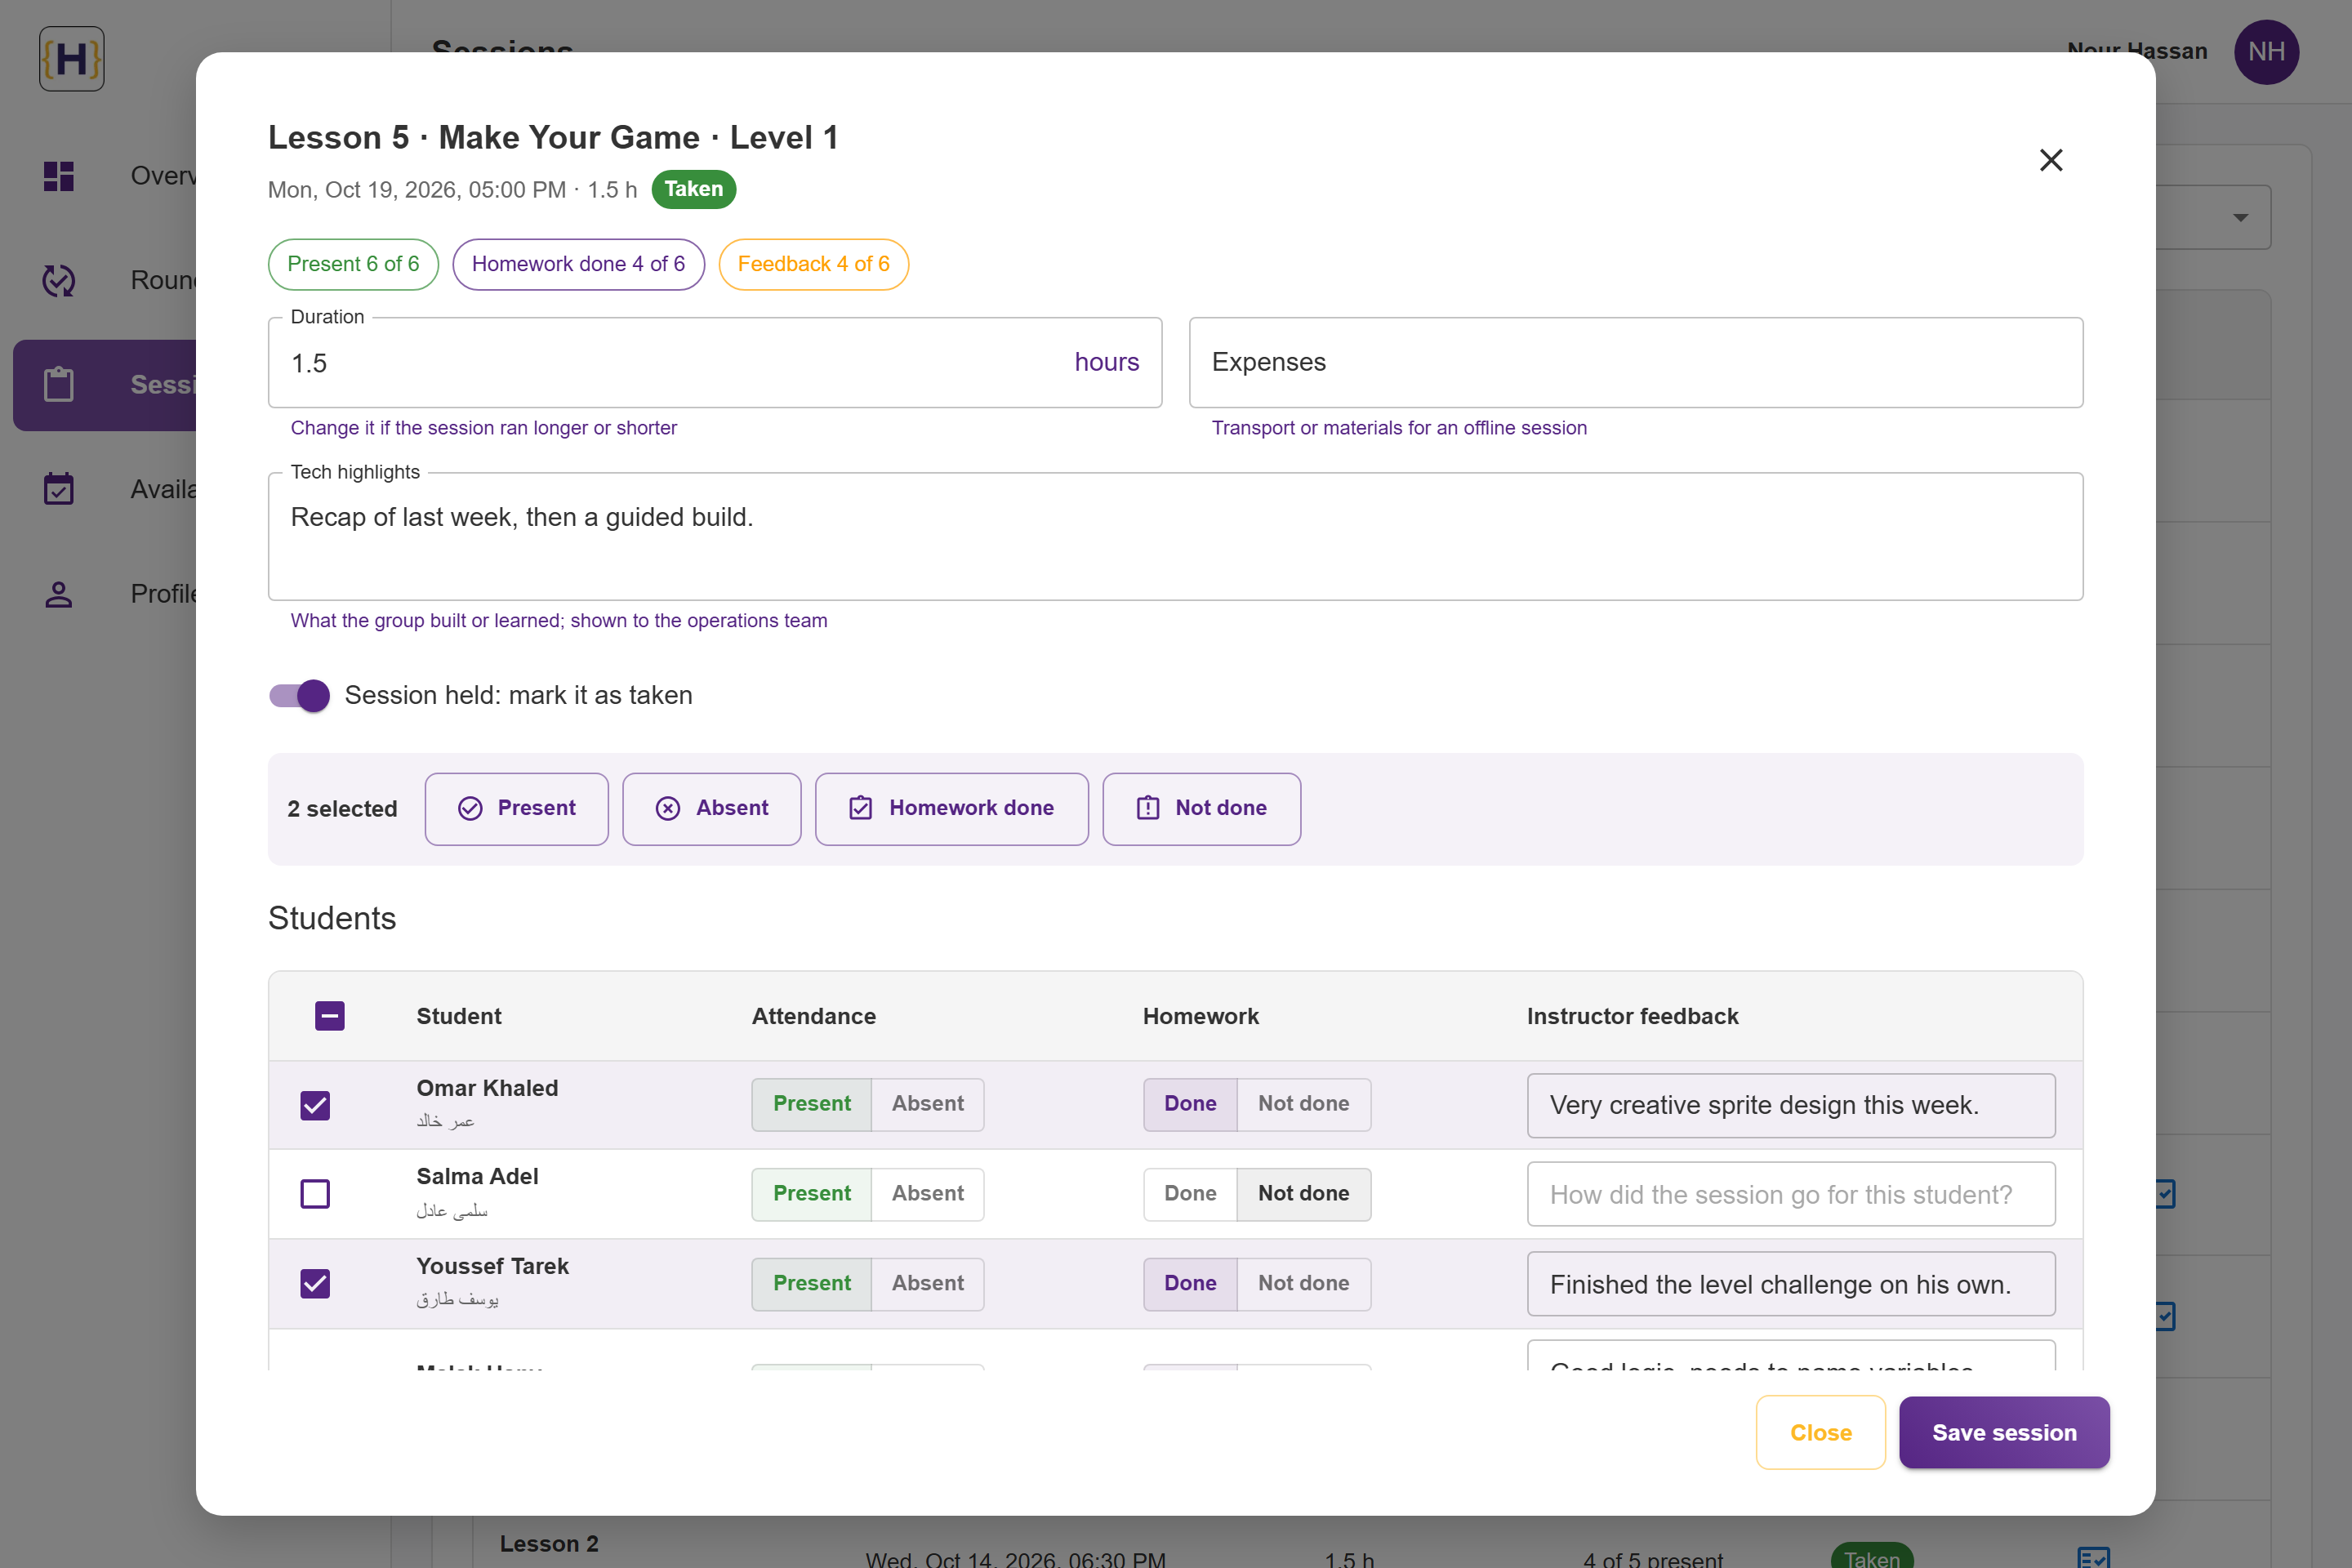 {H}
Sessions
Nour Hassan
NH
Lesson 5 · Make Your Game · Level 1
Mon, Oct 19, 2026, 05:00 PM · 1.5 h
Taken
Present 6 of 6
Homework done 4 of 6
Feedback 4 of 6
Duration
1.5
hours
Change it if the session ran longer or shorter
Expenses
Transport or materials for an offline session
Tech highlights
Recap of last week, then a guided build.
What the group built or learned; shown to the operations team
Session held: mark it as taken
2 selected
Present
Absent
Homework done
Not done
Students
Student
Attendance
Homework
Instructor feedback
Omar Khaled
عمر خالد
Present
Absent
Done
Not done
Very creative sprite design this week.
Salma Adel
سلمى عادل
Present
Absent
Done
Not done
How did the session go for this student?
Youssef Tarek
يوسف طارق
Present
Absent
Done
Not done
Finished the level challenge on his own.
Good logic, needs to name variables
Close
Save session
Profile
Lesson 2
Wed, Oct 14, 2026, 06:30 PM
1.5 h
4 of 5 present
Taken